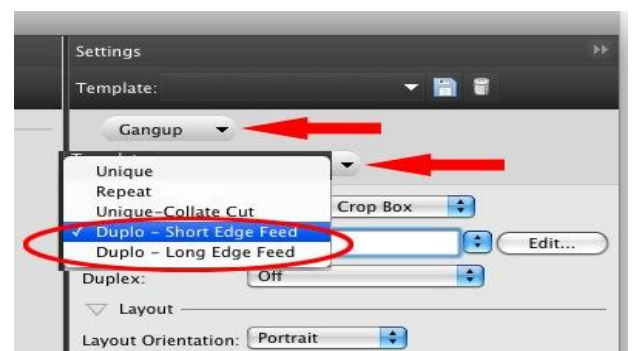 Settings
Template:
Gangup
Unique
Repeat
Unique-Collate Cut
Crop Box
✓ Duplo – Short Edge Feed
Duplo – Long Edge Feed
Edit...
Duplex: Off
Layout
Layout Orientation: Portrait